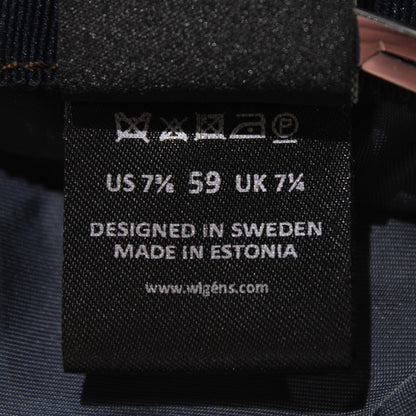 P
US 7⅜ 59 UK 7¼
DESIGNED IN SWEDEN
MADE IN ESTONIA
www.wigens.com